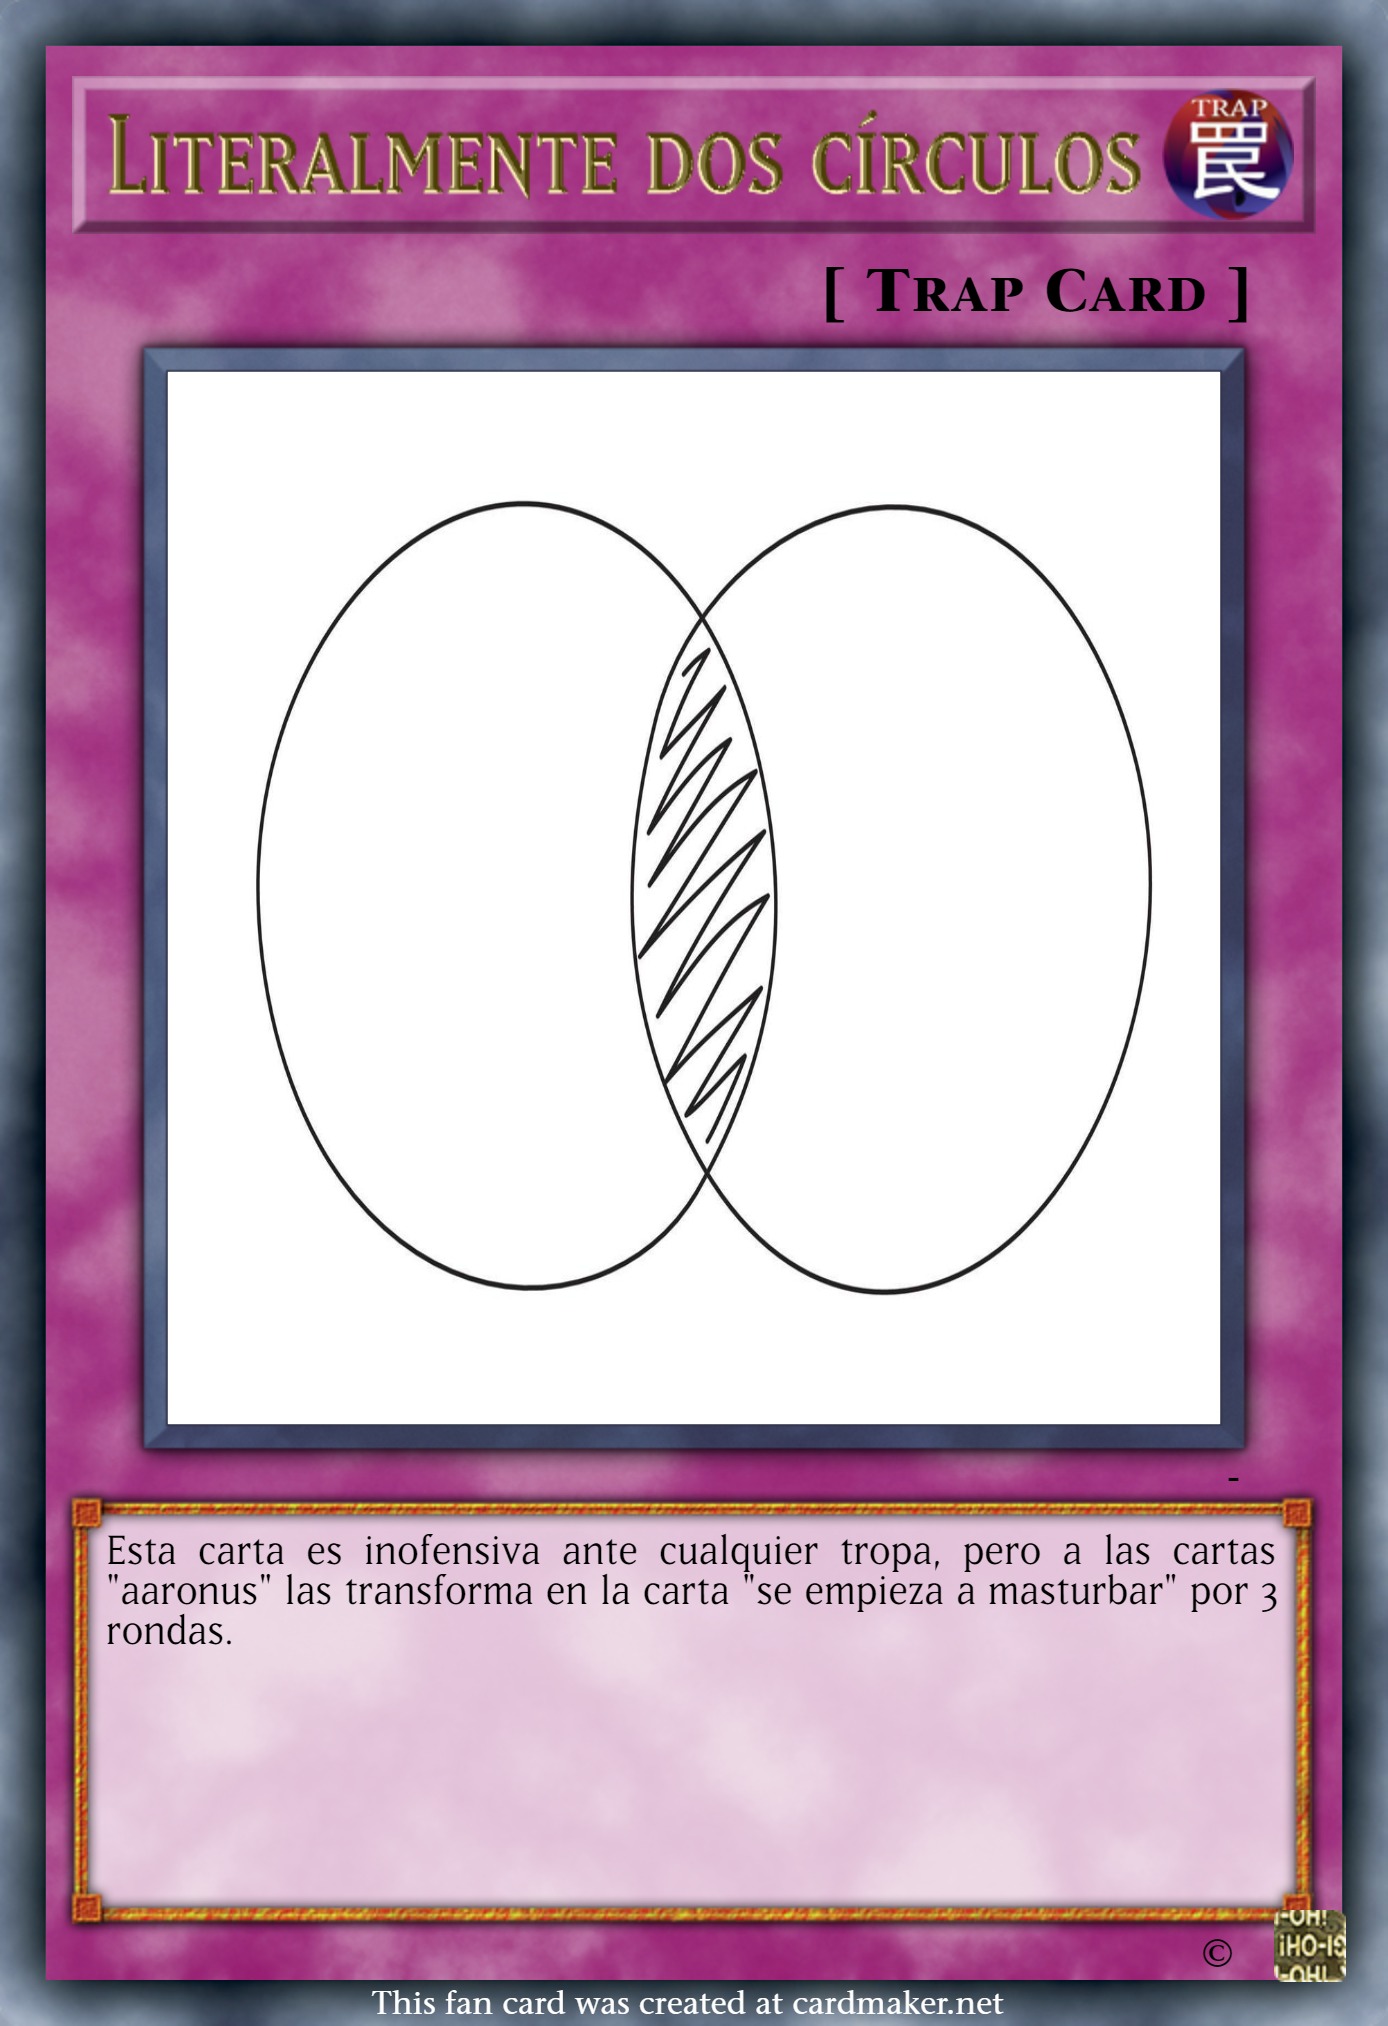 LITERALMENTE DOS CÍRCULOS
TRAP
罠
[ TRAP CARD ]
-
Esta carta es inofensiva ante cualquier tropa, pero a las cartas
"aaronus" las transforma en la carta "se empieza a masturbar" por 3
rondas.
©
This fan card was created at cardmaker.net